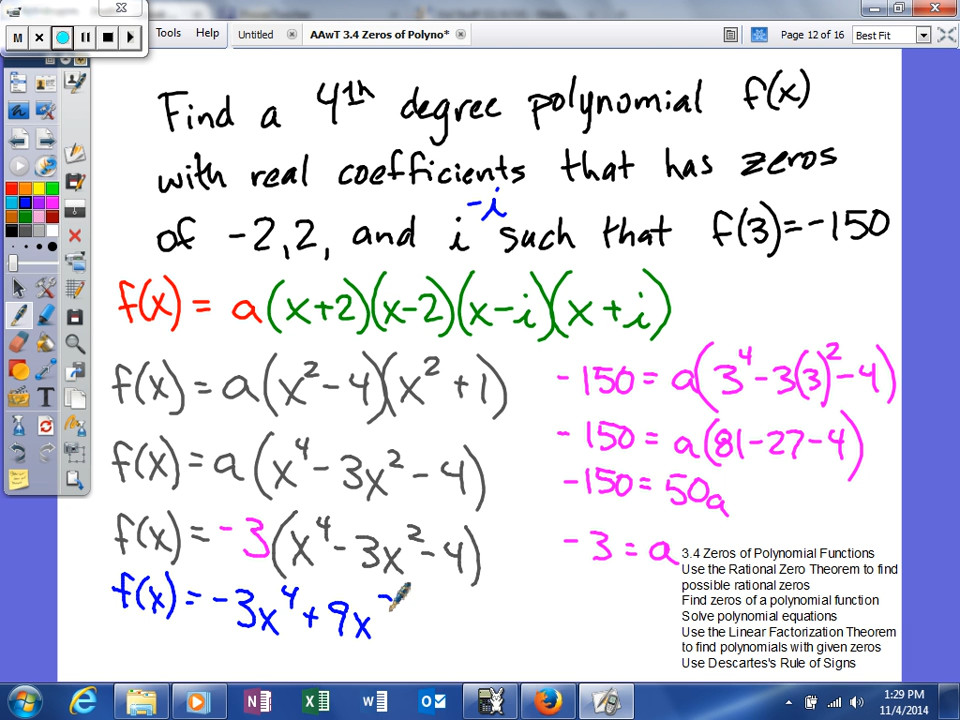 M
Tools Help Untitled AAwT 3.4 Zeros of Polyno* Page 12 of 16 Best Fit
Find a 4th degree polynomial f(x)
with real coefficients that has zeros
-i
of -2, 2, and i such that f(3) = -150
f(x) = a(x+2)(x-2)(x-i)(x+i)
f(x) = a(x² - 4)(x² + 1)
f(x) = a(x⁴ - 3x² - 4)
f(x) = -3(x⁴ - 3x² - 4)
f(x) = -3x⁴ + 9x
-150 = a(3⁴ - 3(3)² - 4)
-150 = a(81 - 27 - 4)
-150 = 50a
-3 = a
3.4 Zeros of Polynomial Functions
Use the Rational Zero Theorem to find
possible rational zeros
Find zeros of a polynomial function
Solve polynomial equations
Use the Linear Factorization Theorem
to find polynomials with given zeros
Use Descartes's Rule of Signs
1:29 PM
11/4/2014